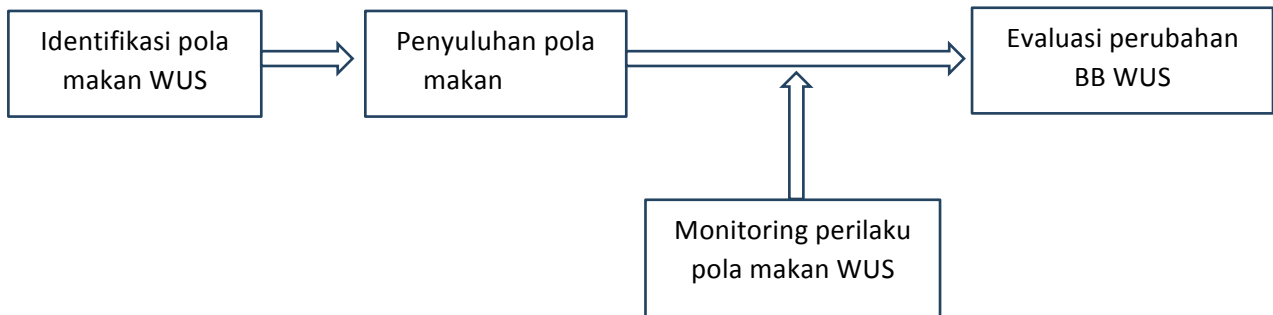 Identifikasi pola
makan WUS
Penyuluhan pola
makan
Evaluasi perubahan
BB WUS
Monitoring perilaku
pola makan WUS